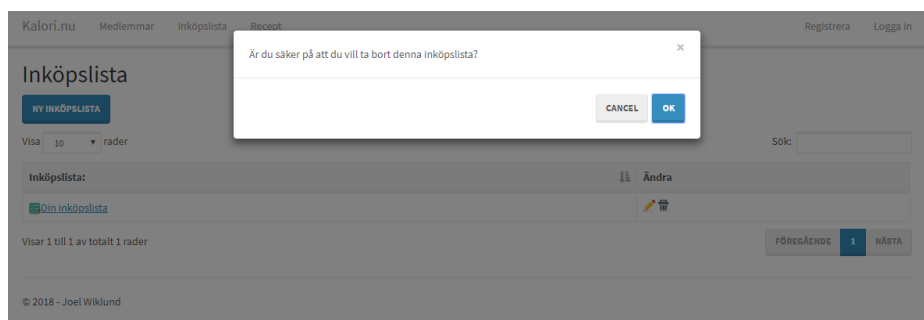 Kalori.nu Medlemmar Inköpslista Recept Registrera Logga in
Är du säker på att du vill ta bort denna inköpslista? ×
CANCEL OK
Inköpslista
NY INKÖPSLISTA
Visa 10 rader Sök:
Inköpslista: Ändra
Din inköpslista
Visar 1 till 1 av totalt 1 rader FÖREGÅENDE 1 NÄSTA
© 2018 - Joel Wiklund